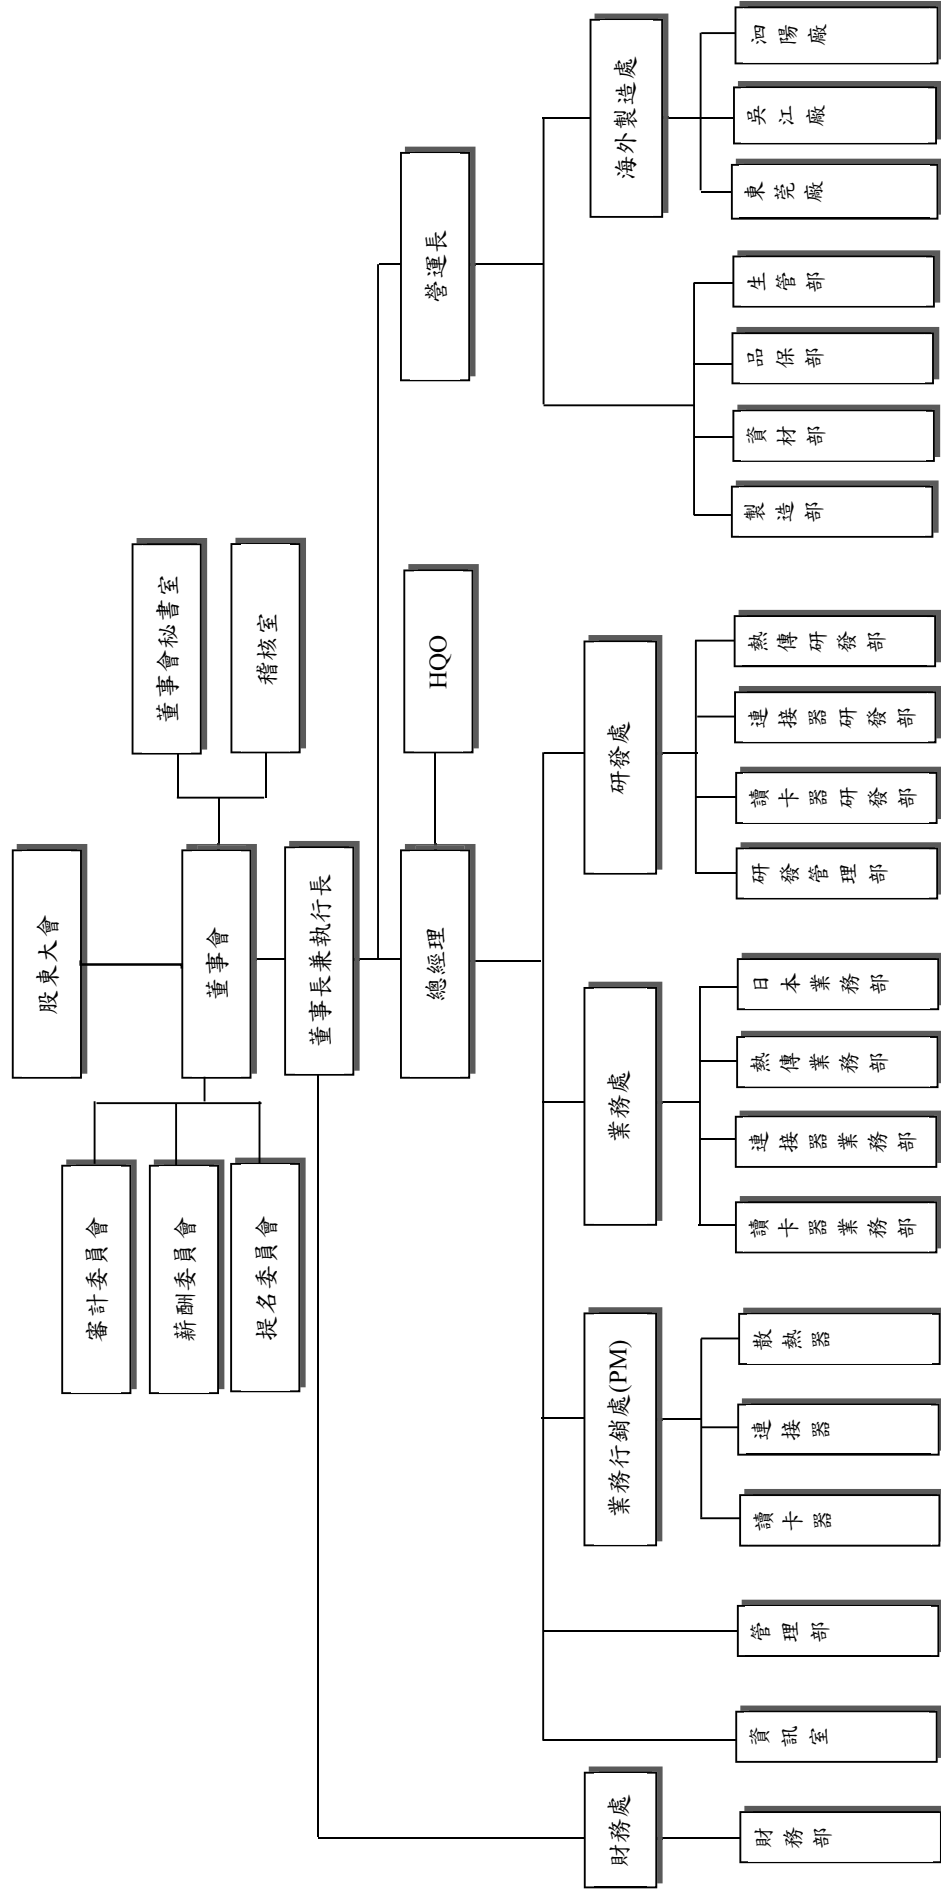 股東大會
董事會
董事會秘書室
稽核室
審計委員會
薪酬委員會
提名委員會
董事長兼執行長
總經理
HQO
營運長
財務處
業務行銷處(PM)
業務處
研發處
海外製造處
財務部
資訊室
管理部
讀卡器
連接器
散熱器
讀卡器業務部
連接器業務部
熱傳業務部
日本業務部
研發管理部
讀卡器研發部
連接器研發部
熱傳研發部
製造部
資材部
品保部
生管部
東莞廠
吳江廠
泗陽廠